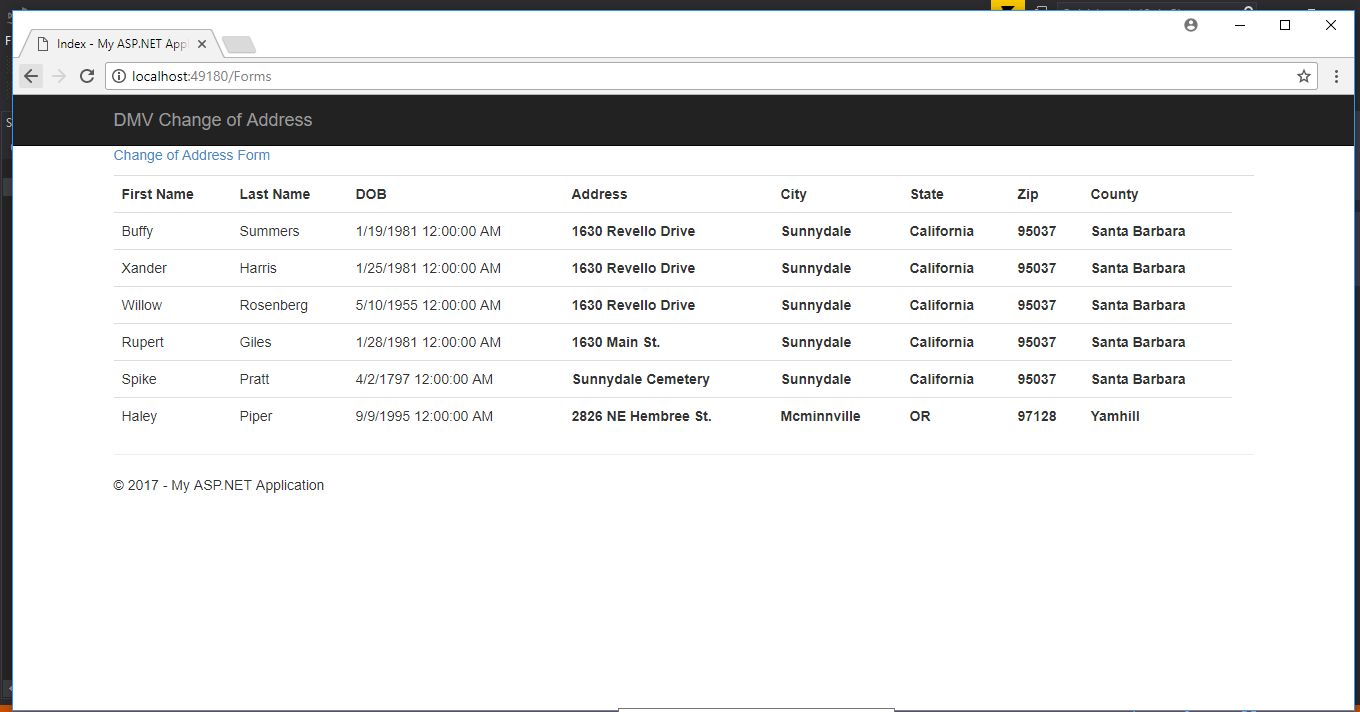 Index - My ASP.NET Appl
localhost:49180/Forms
DMV Change of Address
Change of Address Form
First Name Last Name DOB Address City State Zip County
Buffy Summers 1/19/1981 12:00:00 AM 1630 Revello Drive Sunnydale California 95037 Santa Barbara
Xander Harris 1/25/1981 12:00:00 AM 1630 Revello Drive Sunnydale California 95037 Santa Barbara
Willow Rosenberg 5/10/1955 12:00:00 AM 1630 Revello Drive Sunnydale California 95037 Santa Barbara
Rupert Giles 1/28/1981 12:00:00 AM 1630 Main St. Sunnydale California 95037 Santa Barbara
Spike Pratt 4/2/1797 12:00:00 AM Sunnydale Cemetery Sunnydale California 95037 Santa Barbara
Haley Piper 9/9/1995 12:00:00 AM 2826 NE Hembree St. Mcminnville OR 97128 Yamhill
© 2017 - My ASP.NET Application